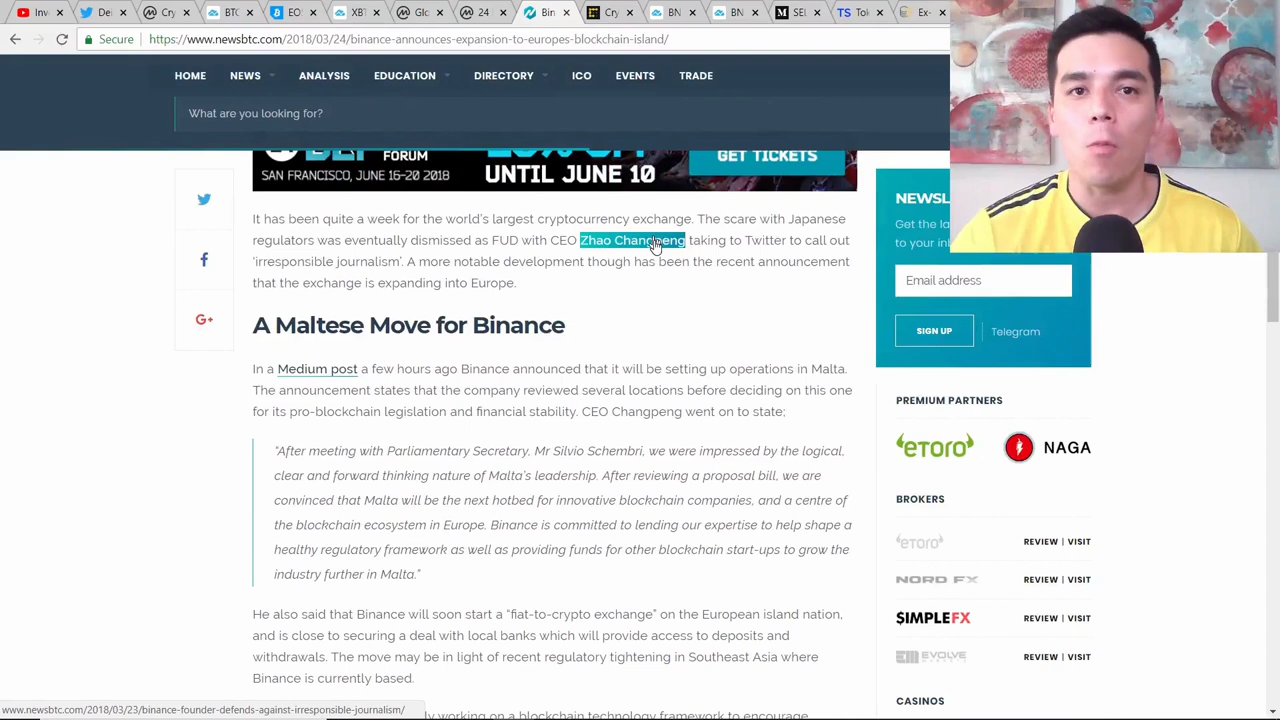 Inv
Det
Cry
BTC
EO
XBT
Glo
24
Bin
Cry
BN
BN
SEL
Tok
Ex-
Secure
https://www.newsbtc.com/2018/03/24/binance-announces-expansion-to-europes-blockchain-island/
HOME NEWS ANALYSIS EDUCATION DIRECTORY ICO EVENTS TRADE
What are you looking for?
FORUM
SAN FRANCISCO, JUNE 15-20 2018
UNTIL JUNE 10
GET TICKETS
It has been quite a week for the world's largest cryptocurrency exchange. The scare with Japanese
regulators was eventually dismissed as FUD with CEO Zhao Changpeng taking to Twitter to call out
'irresponsible journalism'. A more notable development though has been the recent announcement
that the exchange is expanding into Europe.
A Maltese Move for Binance
In a Medium post a few hours ago Binance announced that it will be setting up operations in Malta.
The announcement states that the company reviewed several locations before deciding on this one
for its pro-blockchain legislation and financial stability. CEO Changpeng went on to state;
“After meeting with Parliamentary Secretary, Mr Silvio Schembri, we were impressed by the logical,
clear and forward thinking nature of Malta's leadership. After reviewing a proposal bill, we are
convinced that Malta will be the next hotbed for innovative blockchain companies, and a centre of
the blockchain ecosystem in Europe. Binance is committed to lending our expertise to help shape a
healthy regulatory framework as well as providing funds for other blockchain start-ups to grow the
industry further in Malta.”
He also said that Binance will soon start a “fiat-to-crypto exchange” on the European island nation,
and is close to securing a deal with local banks which will provide access to deposits and
withdrawals. The move may be in light of recent regulatory tightening in Southeast Asia where
Binance is currently based.
ly working on a blockchain technology framework to encourage
NEWSL
Get the la
to your in
Email address
SIGN UP
Telegram
PREMIUM PARTNERS
eToro
NAGA
BROKERS
eToro REVIEW | VISIT
NORD FX REVIEW | VISIT
$IMPLEFX REVIEW | VISIT
EVOLVE REVIEW | VISIT
CASINOS
www.newsbtc.com/2018/03/23/binance-founder-defends-against-irresponsible-journalism/